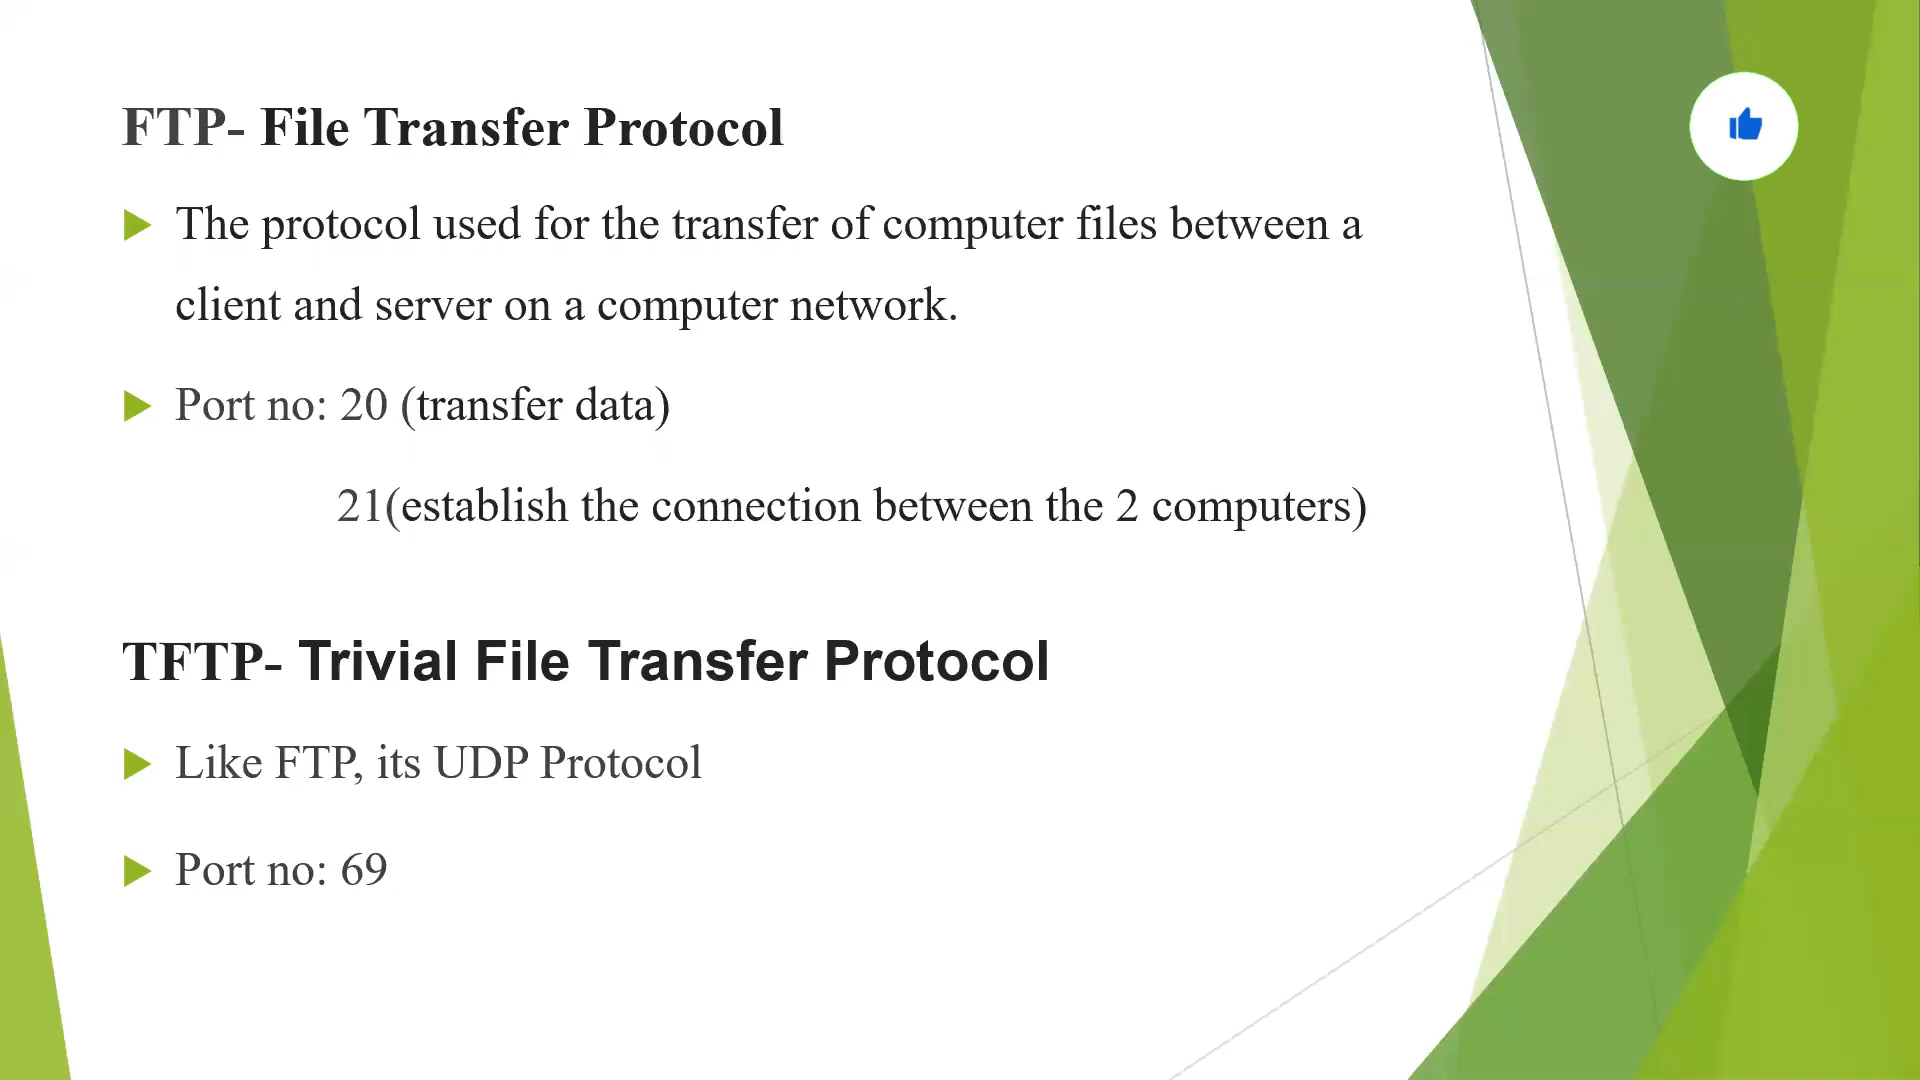 FTP- File Transfer Protocol
The protocol used for the transfer of computer files between a
client and server on a computer network.
Port no: 20 (transfer data)
21(establish the connection between the 2 computers)
TFTP- Trivial File Transfer Protocol
Like FTP, its UDP Protocol
Port no: 69